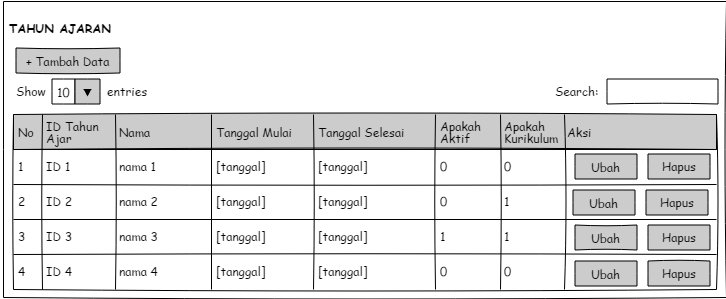 TAHUN AJARAN
+ Tambah Data
Show 10 ▼ entries Search:
No ID Tahun Ajar Nama Tanggal Mulai Tanggal Selesai Apakah Aktif Apakah Kurikulum Aksi
1 ID 1 nama 1 [tanggal] [tanggal] 0 0 Ubah Hapus
2 ID 2 nama 2 [tanggal] [tanggal] 0 1 Ubah Hapus
3 ID 3 nama 3 [tanggal] [tanggal] 1 1 Ubah Hapus
4 ID 4 nama 4 [tanggal] [tanggal] 0 0 Ubah Hapus